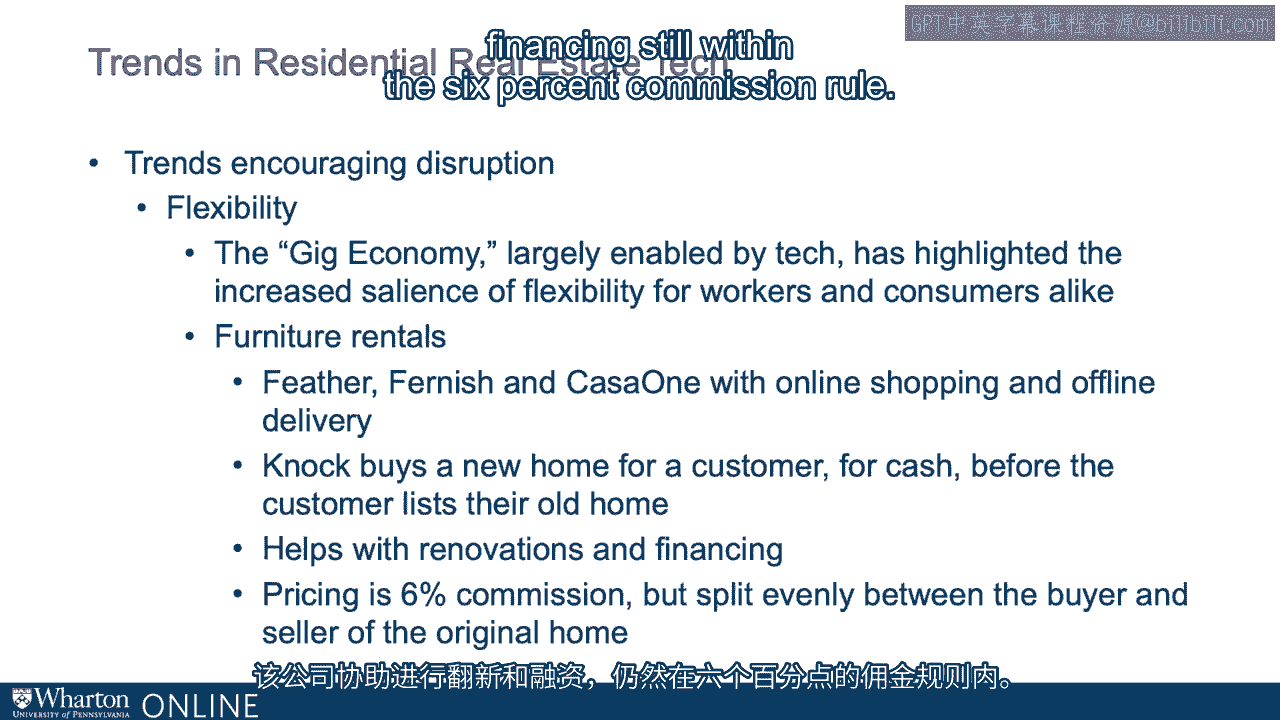 GPT中英字幕课程资源@bilibili.com
financing still within
the six percent commission rule.
Trends in Residential Real Estate Tech
• Trends encouraging disruption
• Flexibility
• The “Gig Economy,” largely enabled by tech, has highlighted the
increased salience of flexibility for workers and consumers alike
• Furniture rentals
• Feather, Fernish and CasaOne with online shopping and offline
delivery
• Knock buys a new home for a customer, for cash, before the
customer lists their old home
• Helps with renovations and financing
• Pricing is 6% commission, but split evenly between the buyer and
seller of the original home
该公司协助进行翻新和融资，仍然在六个百分点的佣金规则内。
Wharton ONLINE
UNIVERSITY of PENNSYLVANIA